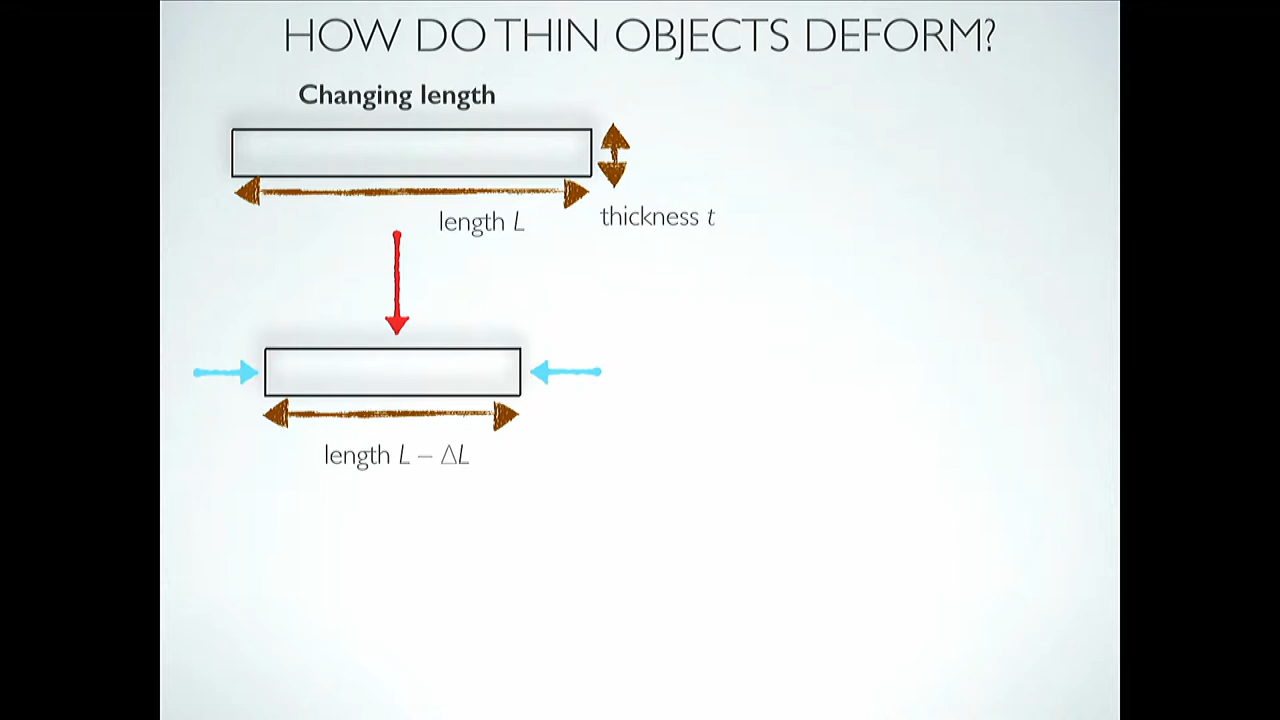 HOW DO THIN OBJECTS DEFORM?
Changing length
length L
thickness t
length L – ΔL